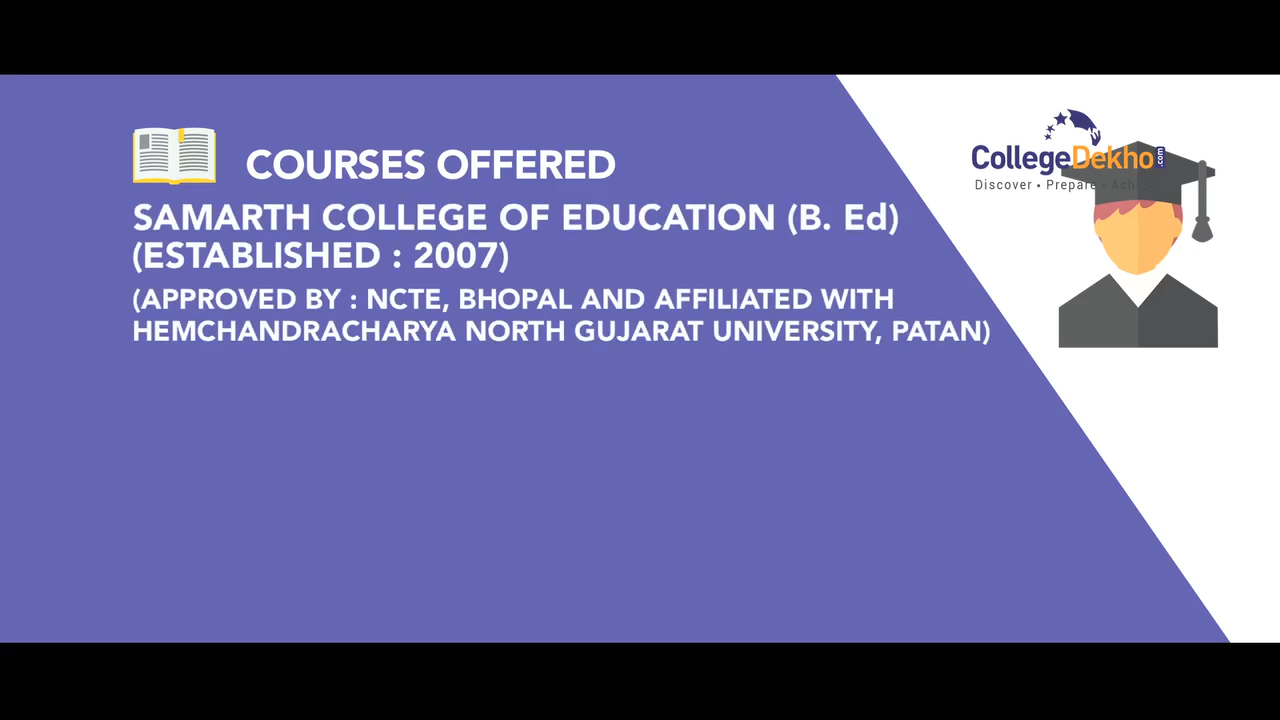 COURSES OFFERED
SAMARTH COLLEGE OF EDUCATION (B. Ed)
(ESTABLISHED : 2007)
(APPROVED BY : NCTE, BHOPAL AND AFFILIATED WITH
HEMCHANDRACHARYA NORTH GUJARAT UNIVERSITY, PATAN)
CollegeDekho.com
Discover • Prepare •